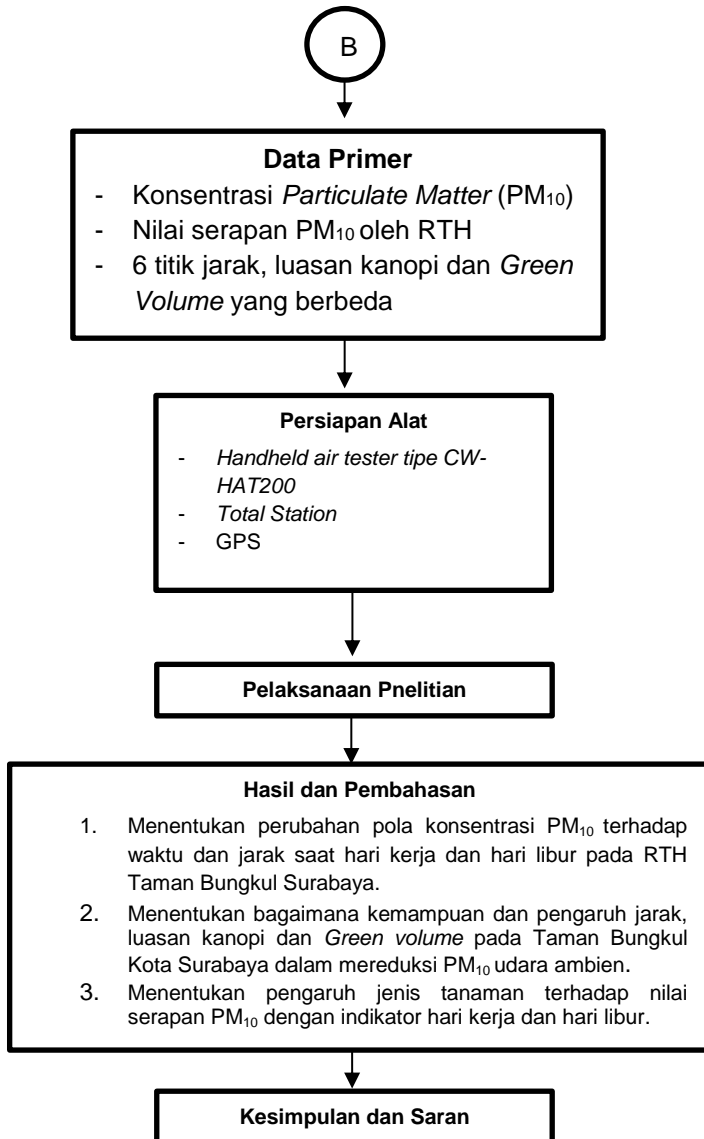 B
Data Primer
- Konsentrasi Particulate Matter (PM₁₀)
- Nilai serapan PM₁₀ oleh RTH
- 6 titik jarak, luasan kanopi dan Green
Volume yang berbeda
Persiapan Alat
- Handheld air tester tipe CW-
HAT200
- Total Station
- GPS
Pelaksanaan Pnelitian
Hasil dan Pembahasan
1. Menentukan perubahan pola konsentrasi PM₁₀ terhadap
waktu dan jarak saat hari kerja dan hari libur pada RTH
Taman Bungkul Surabaya.
2. Menentukan bagaimana kemampuan dan pengaruh jarak,
luasan kanopi dan Green volume pada Taman Bungkul
Kota Surabaya dalam mereduksi PM₁₀ udara ambien.
3. Menentukan pengaruh jenis tanaman terhadap nilai
serapan PM₁₀ dengan indikator hari kerja dan hari libur.
Kesimpulan dan Saran